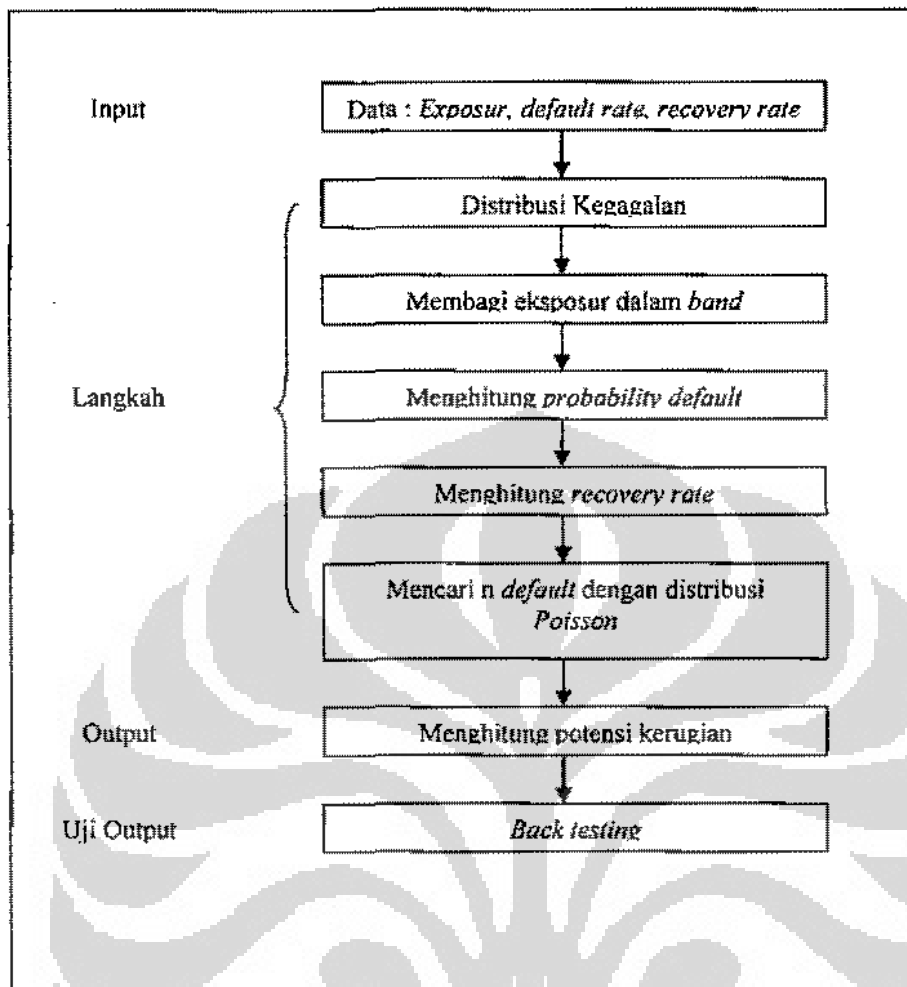 Input
Data : Exposur, default rate, recovery rate
Distribusi Kegagalan
Membagi eksposur dalam band
Langkah
Menghitung probability default
Menghitung recovery rate
Mencari n default dengan distribusi
Poisson
Output
Menghitung potensi kerugian
Uji Output
Back testing